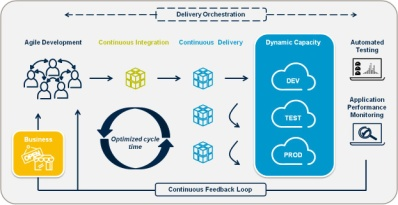 Delivery Orchestration
Agile Development
Continuous Integration
Continuous Delivery
Dynamic Capacity
Automated
Testing
DEV
Application
Performance
Monitoring
TEST
Optimized cycle
time
Business
PROD
Continuous Feedback Loop